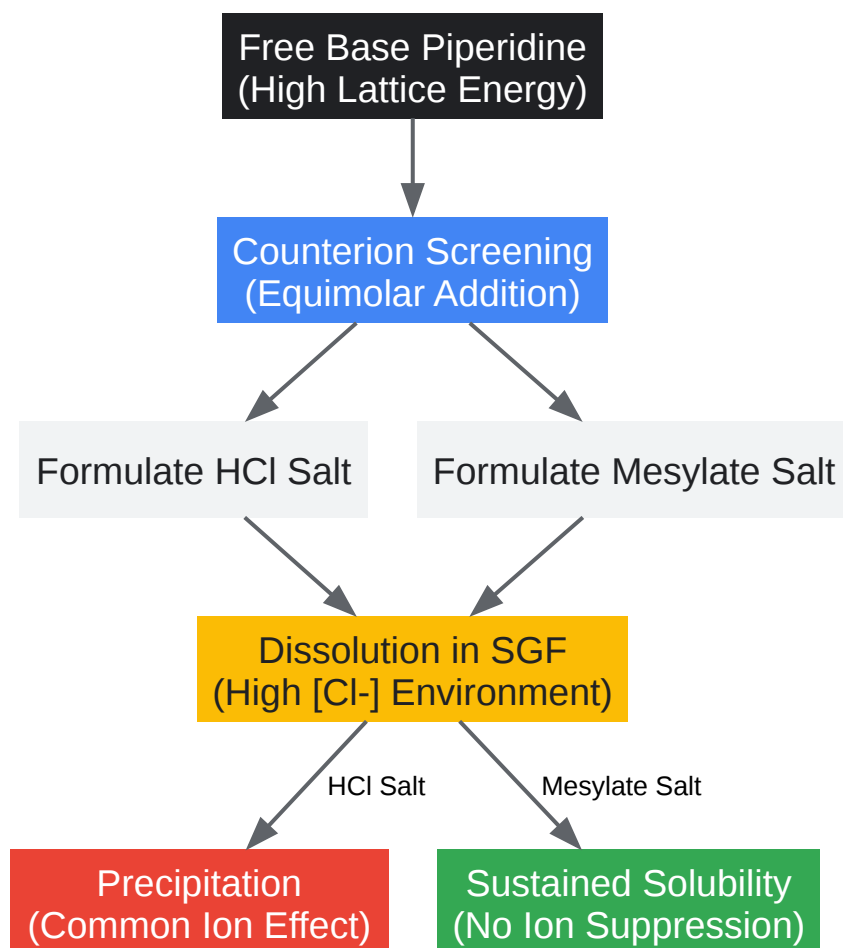 Free Base Piperidine
(High Lattice Energy)
Counterion Screening
(Equimolar Addition)
Formulate HCl Salt
Formulate Mesylate Salt
Dissolution in SGF
(High [Cl-] Environment)
HCl Salt
Mesylate Salt
Precipitation
(Common Ion Effect)
Sustained Solubility
(No Ion Suppression)